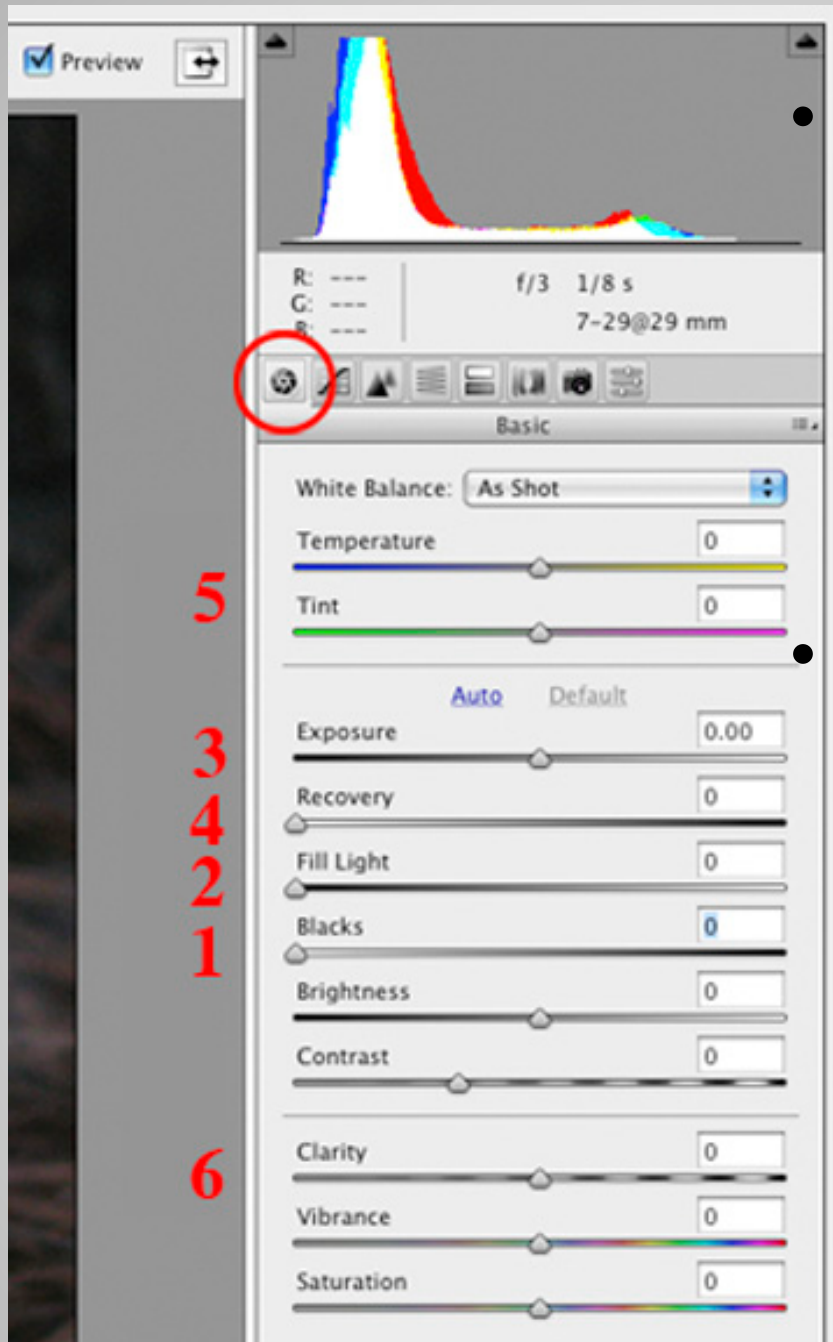 Preview
R: ---
G: ---
B: ---
f/3 1/8 s
7-29@29 mm
Basic
White Balance: As Shot
Temperature 0
5
Tint 0
Auto Default
Exposure 0.00
3
Recovery 0
4
Fill Light 0
2
Blacks 0
1
Brightness 0
Contrast 0
Clarity 0
6
Vibrance 0
Saturation 0